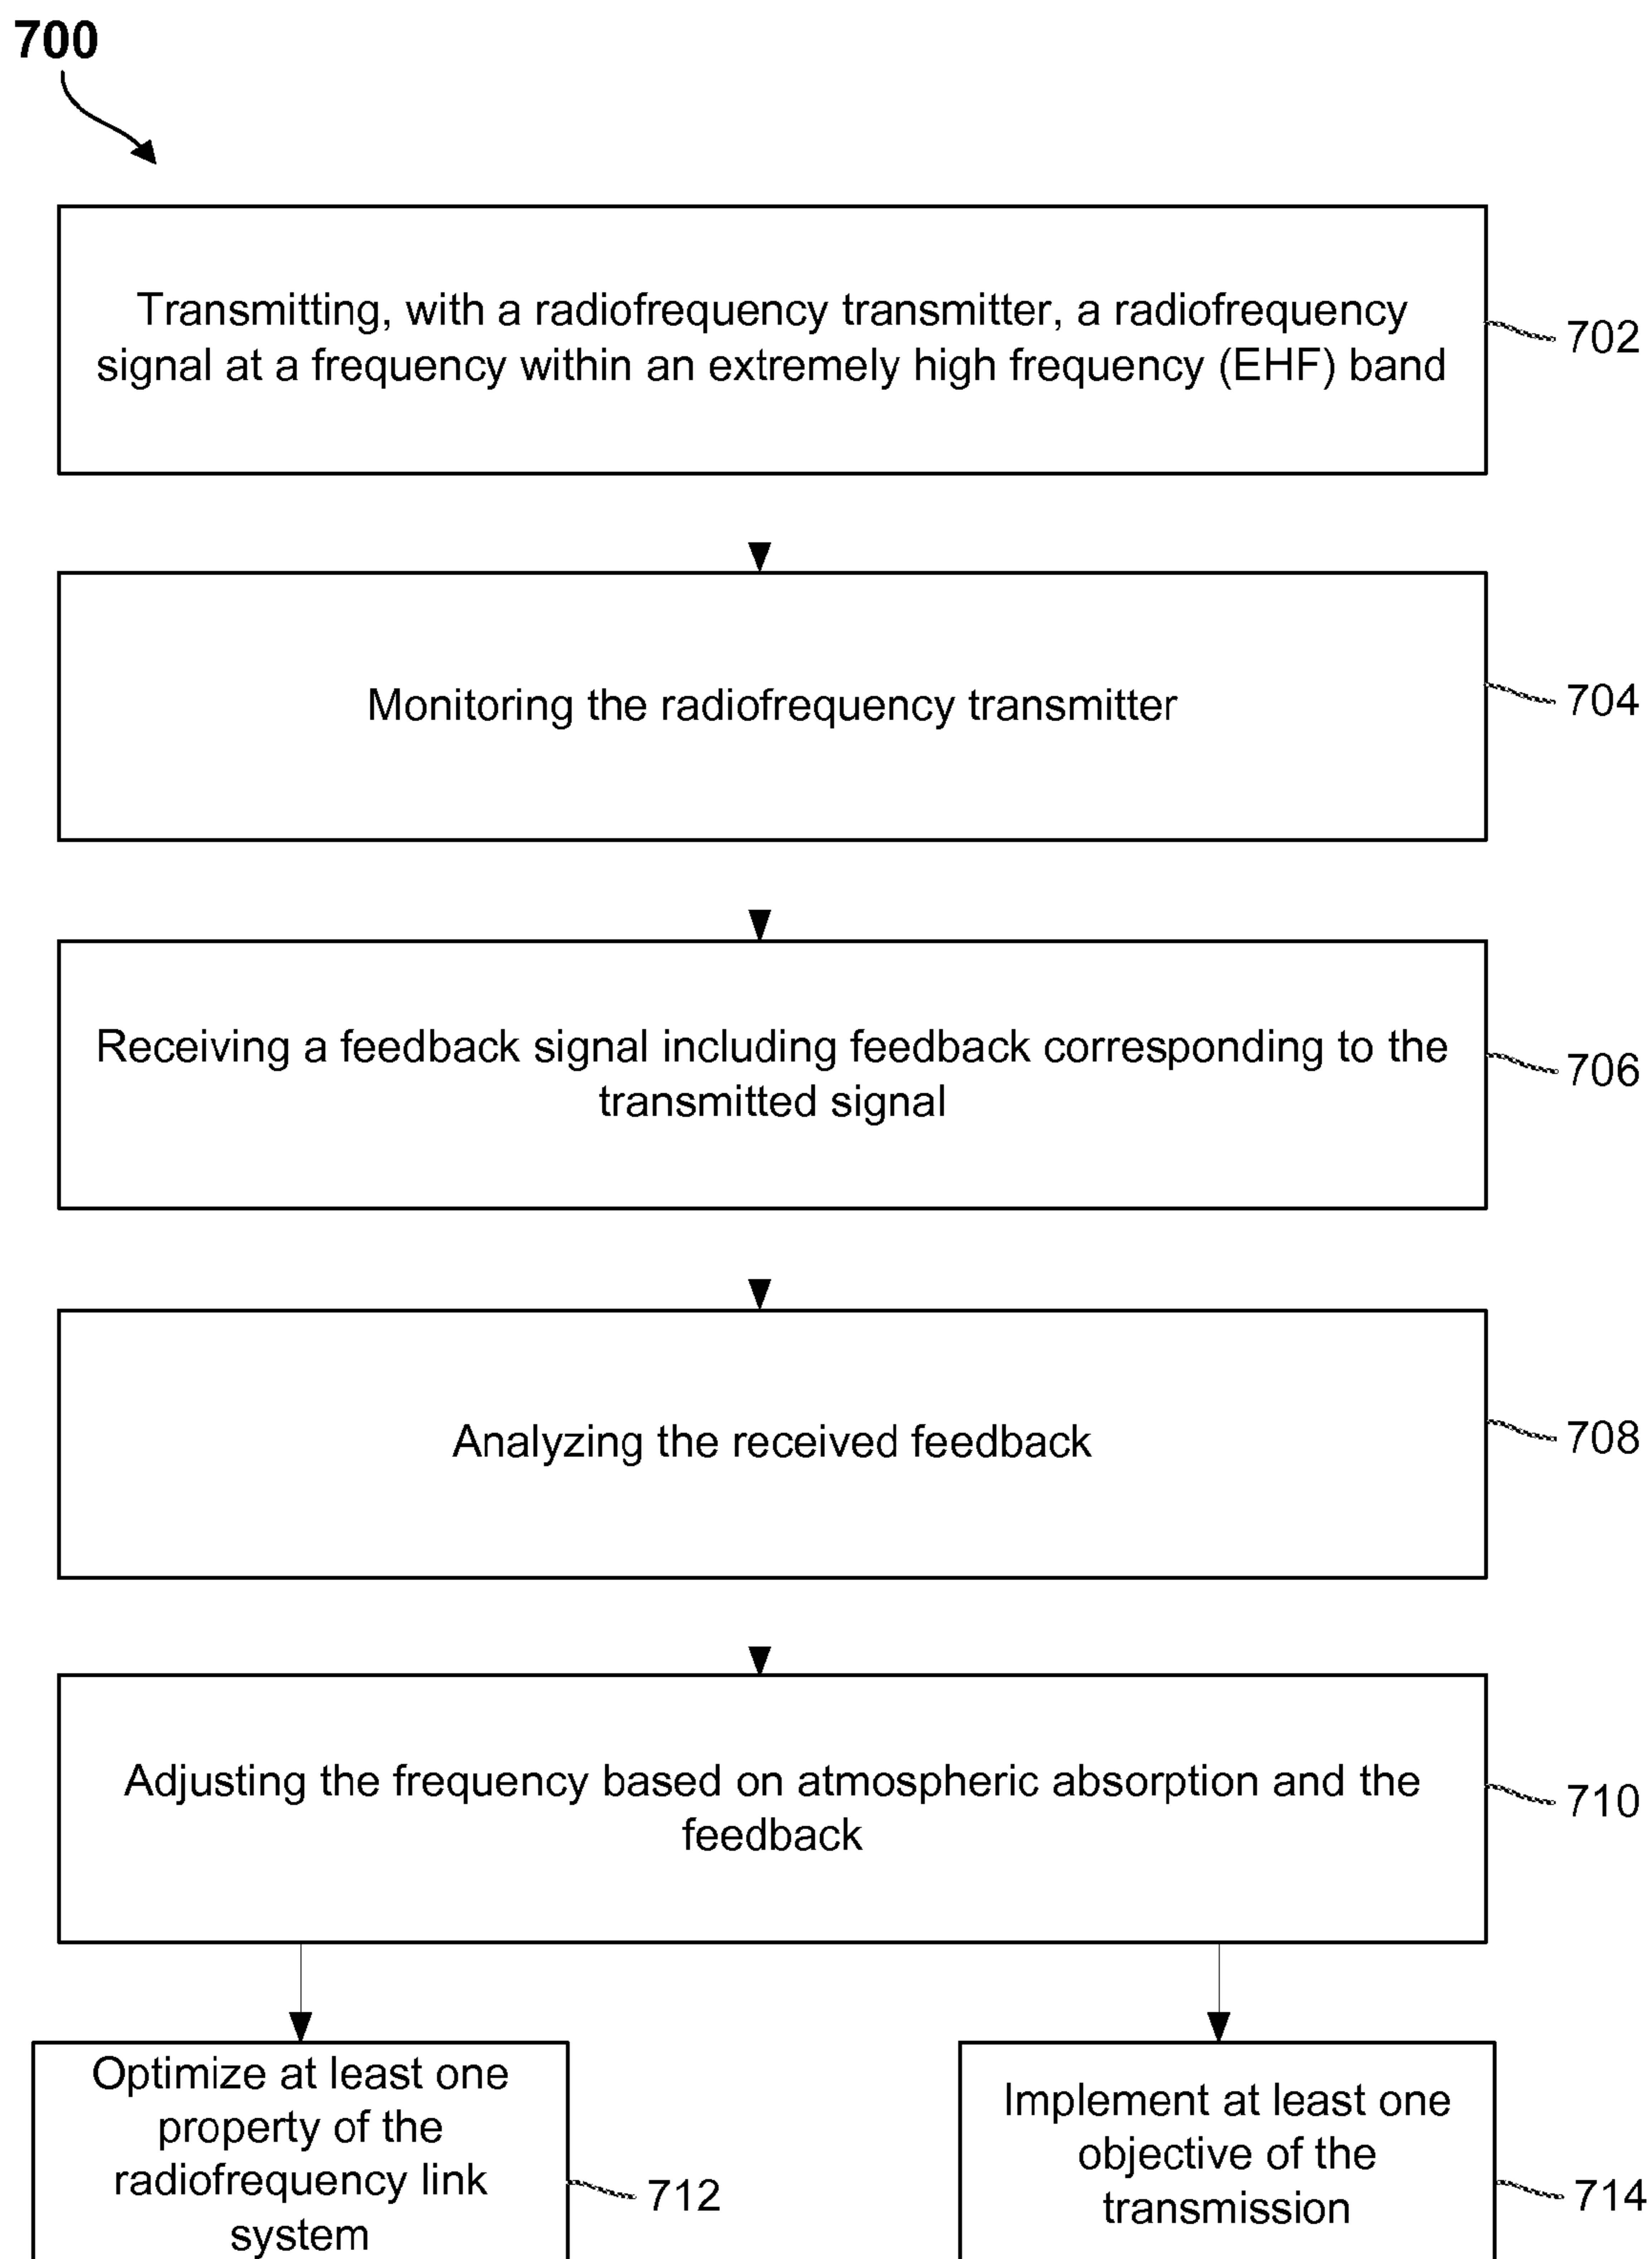 700
Transmitting, with a radiofrequency transmitter, a radiofrequency
signal at a frequency within an extremely high frequency (EHF) band
702
Monitoring the radiofrequency transmitter
704
Receiving a feedback signal including feedback corresponding to the
transmitted signal
706
Analyzing the received feedback
708
Adjusting the frequency based on atmospheric absorption and the
feedback
710
Optimize at least one
property of the
radiofrequency link
system
712
Implement at least one
objective of the
transmission
714